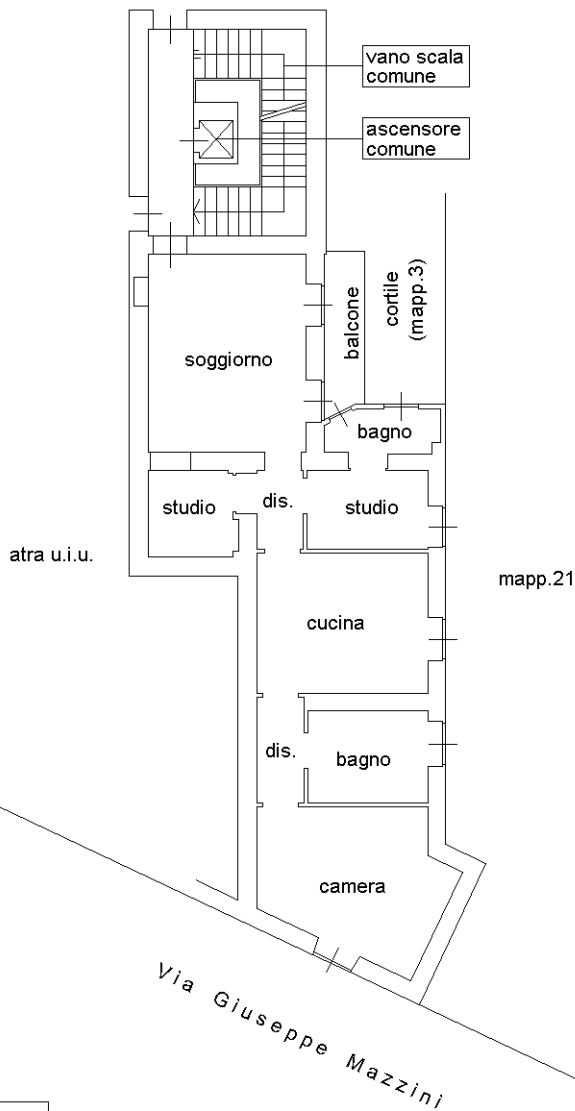 vano scala
comune
ascensore
comune
balcone
cortile
(mapp.3)
soggiorno
bagno
studio
dis.
studio
atra u.i.u.
mapp.21
cucina
dis.
bagno
camera
Via Giuseppe Mazzini